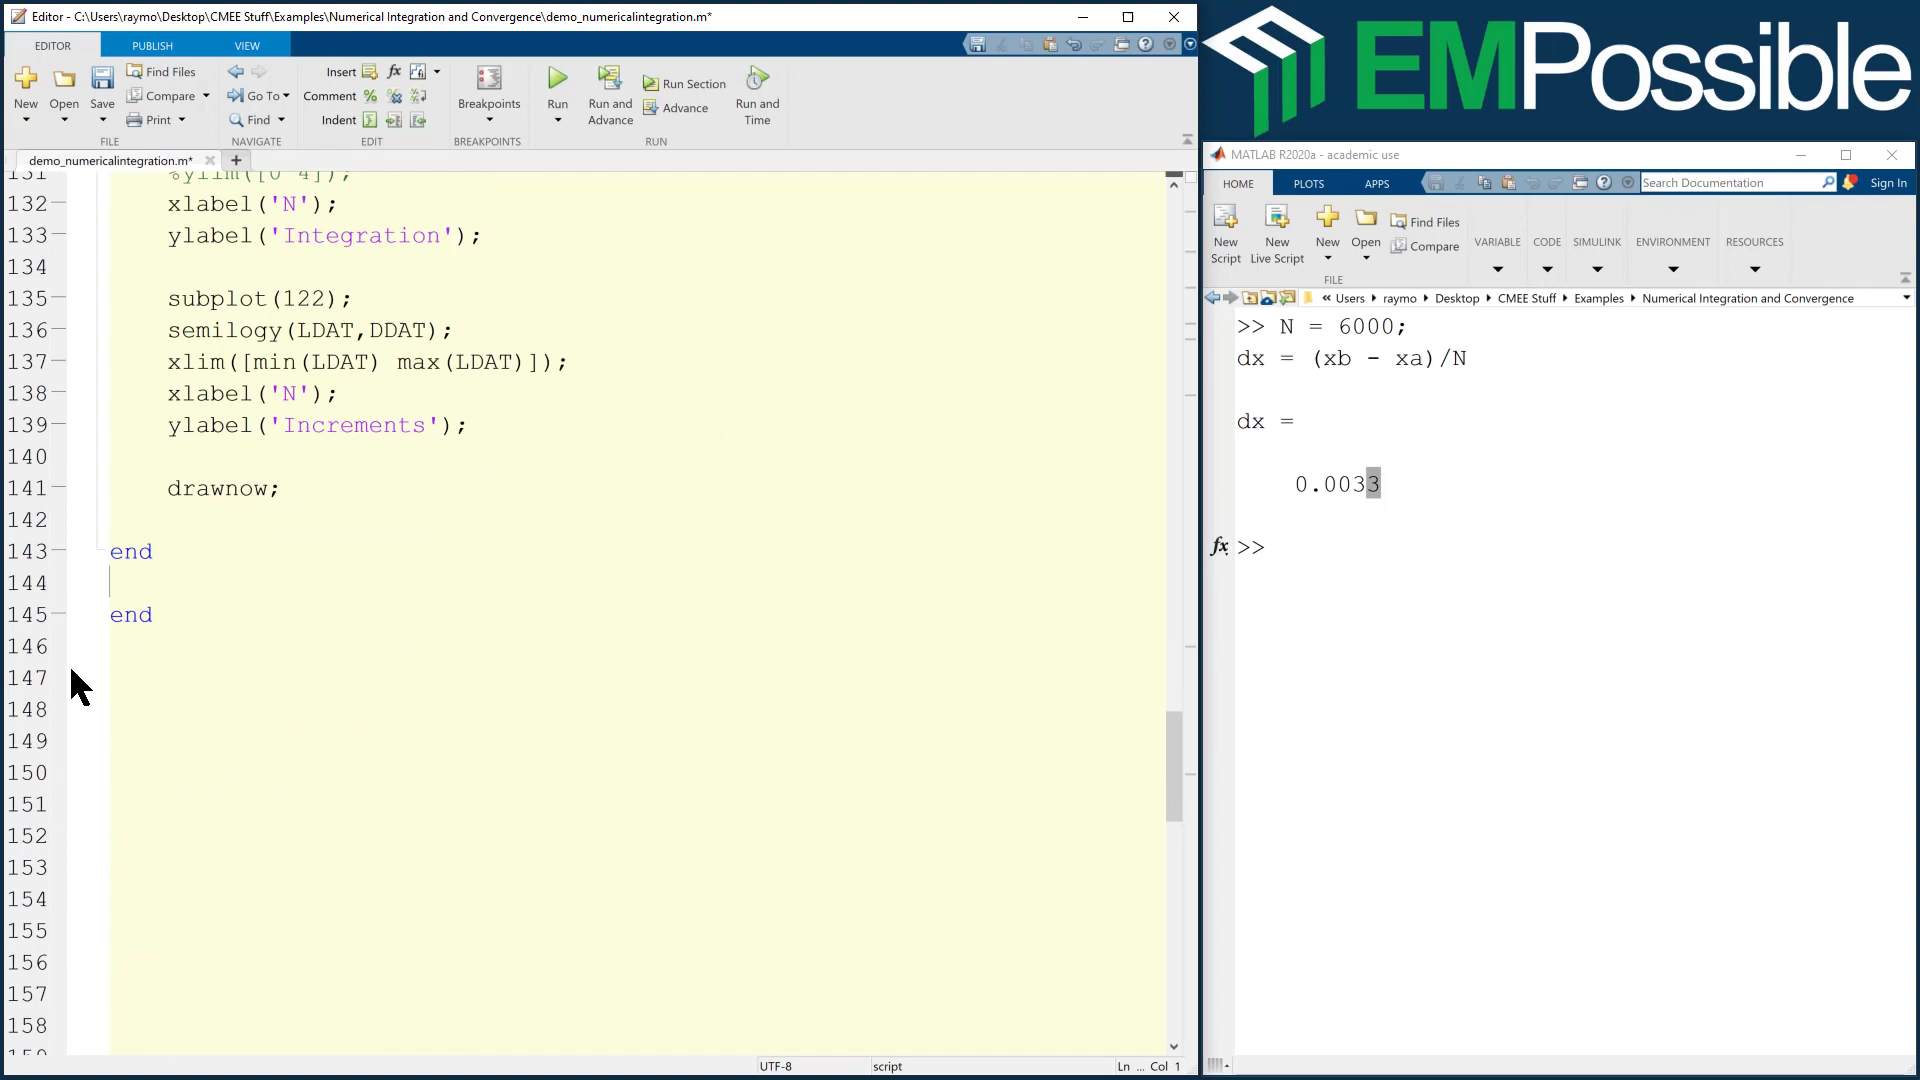 Editor - C:\Users\raymo\Desktop\CMEE Stuff\Examples\Numerical Integration and Convergence\demo_numericalintegration.m*
EDITOR PUBLISH VIEW
New Open Save
Find Files
Compare
Print
FILE
Go To
Find
NAVIGATE
Insert fx
Comment
Indent
EDIT
Breakpoints
BREAKPOINTS
Run
Run and Advance
Run Section
Advance
Run and Time
RUN
demo_numericalintegration.m*
131 %ylim([0 4]);
132 xlabel('N');
133 ylabel('Integration');
134
135 subplot(122);
136 semilogy(LDAT,DDAT);
137 xlim([min(LDAT) max(LDAT)]);
138 xlabel('N');
139 ylabel('Increments');
140
141 drawnow;
142
143 end
144
145 end
146
147
148
149
150
151
152
153
154
155
156
157
158
159
UTF-8 script Ln ... Col 1
EMPossible
MATLAB R2020a - academic use
HOME PLOTS APPS Search Documentation Sign In
New Script
New Live Script
New Open
Find Files
Compare
FILE
VARIABLE CODE SIMULINK ENVIRONMENT RESOURCES
« Users raymo Desktop CMEE Stuff Examples Numerical Integration and Convergence
>> N = 6000;
dx = (xb - xa)/N
dx =
0.0033
fx >>